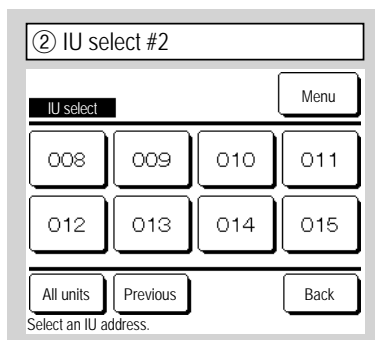 ② IU select #2
Menu
IU select
008 009 010 011
012 013 014 015
All units Previous Back
Select an IU address.